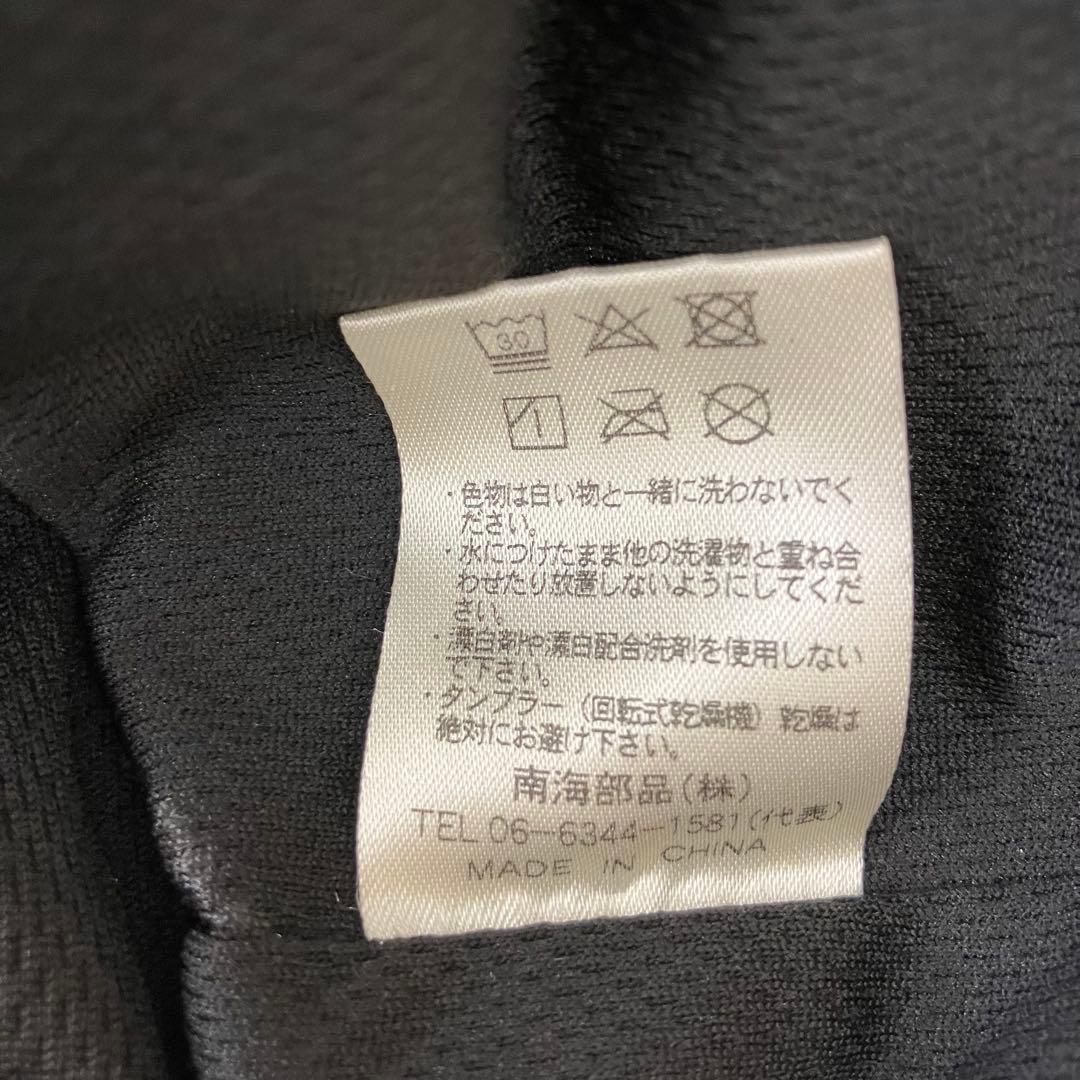 30
・色物は白い物と一緒に洗わないでく
ださい。
・水につけたまま他の洗濯物と重ね合
わせたり放置しないようにしてくだ
さい。
・漂白剤や漂白配合洗剤を使用しない
で下さい。
・タンブラー（回転式乾燥機）乾燥は
絶対にお避け下さい。
南海部品（株）
TEL 06-6344-1581（代表）
MADE IN CHINA